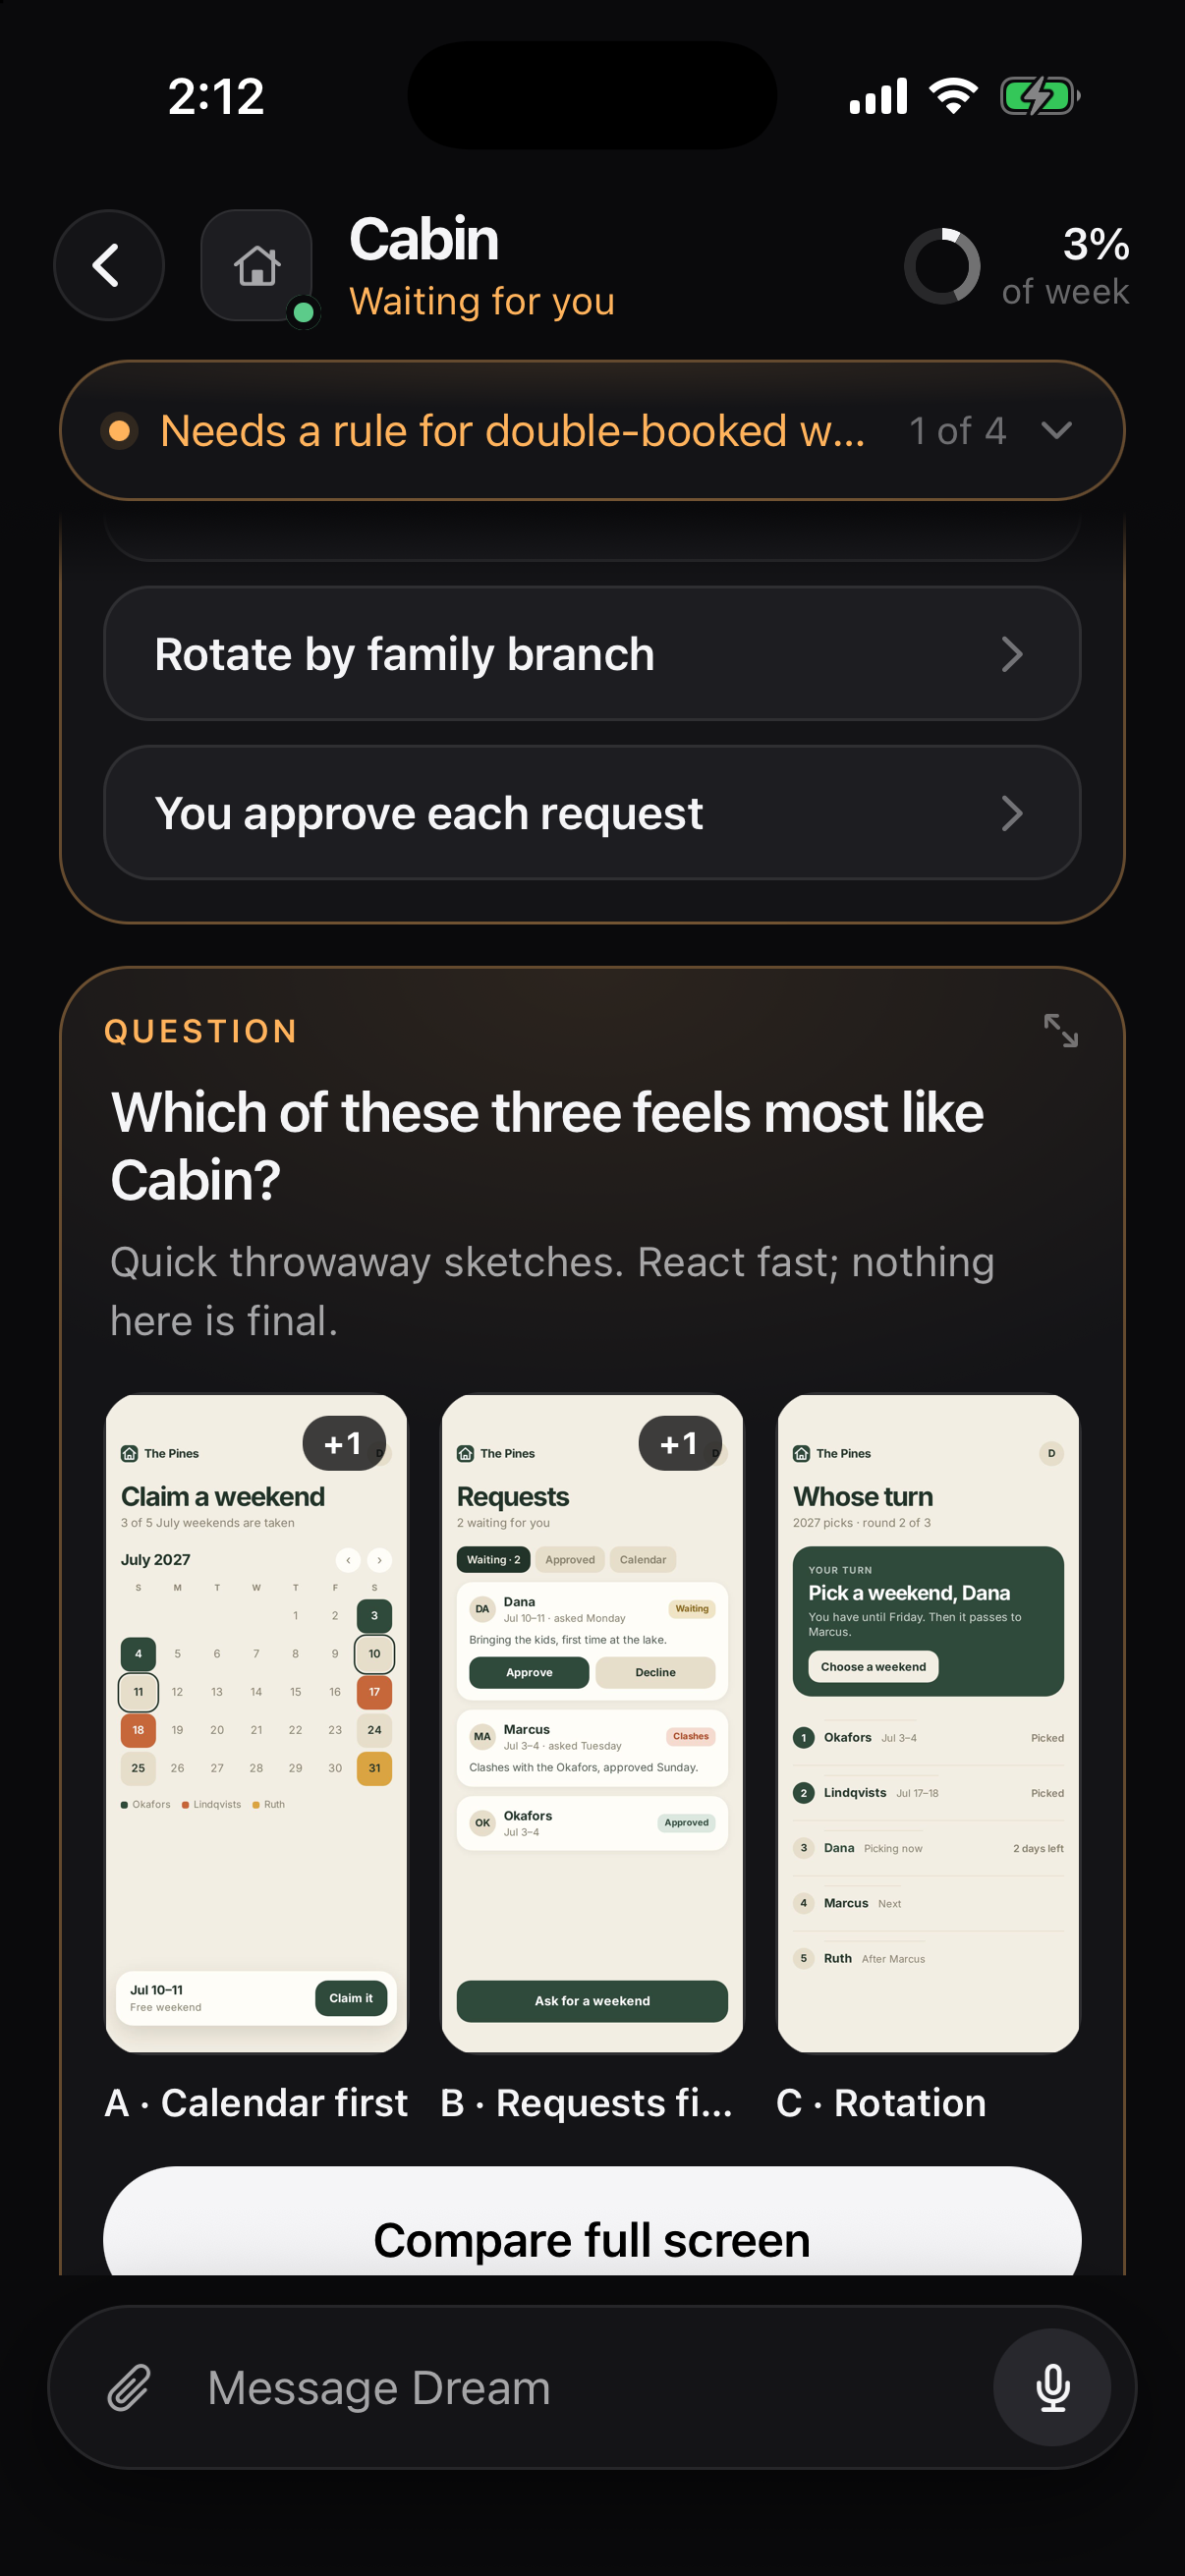 2:12
Cabin
Waiting for you
3%
of week
Needs a rule for double-booked w...
1 of 4
Rotate by family branch
You approve each request
QUESTION
Which of these three feels most like
Cabin?
Quick throwaway sketches. React fast; nothing
here is final.
+1
The Pines
Claim a weekend
3 of 5 July weekends are taken
July 2027
S M T W T F S
1 2 3
4 5 6 7 8 9 10
11 12 13 14 15 16 17
18 19 20 21 22 23 24
25 26 27 28 29 30 31
Okafors Lindqvists Ruth
Jul 10–11
Free weekend
Claim it
+1
The Pines
D
Requests
2 waiting for you
Waiting · 2 Approved Calendar
DA
Dana
Jul 10–11 · asked Monday
Waiting
Bringing the kids, first time at the lake.
Approve Decline
MA
Marcus
Jul 3–4 · asked Tuesday
Clashes
Clashes with the Okafors, approved Sunday.
OK
Okafors
Jul 3–4
Approved
Ask for a weekend
The Pines
D
Whose turn
2027 picks · round 2 of 3
YOUR TURN
Pick a weekend, Dana
You have until Friday. Then it passes to
Marcus.
Choose a weekend
1 Okafors Jul 3–4 Picked
2 Lindqvists Jul 17–18 Picked
3 Dana Picking now 2 days left
4 Marcus Next
5 Ruth After Marcus
A · Calendar first
B · Requests fi...
C · Rotation
Compare full screen
Message Dream